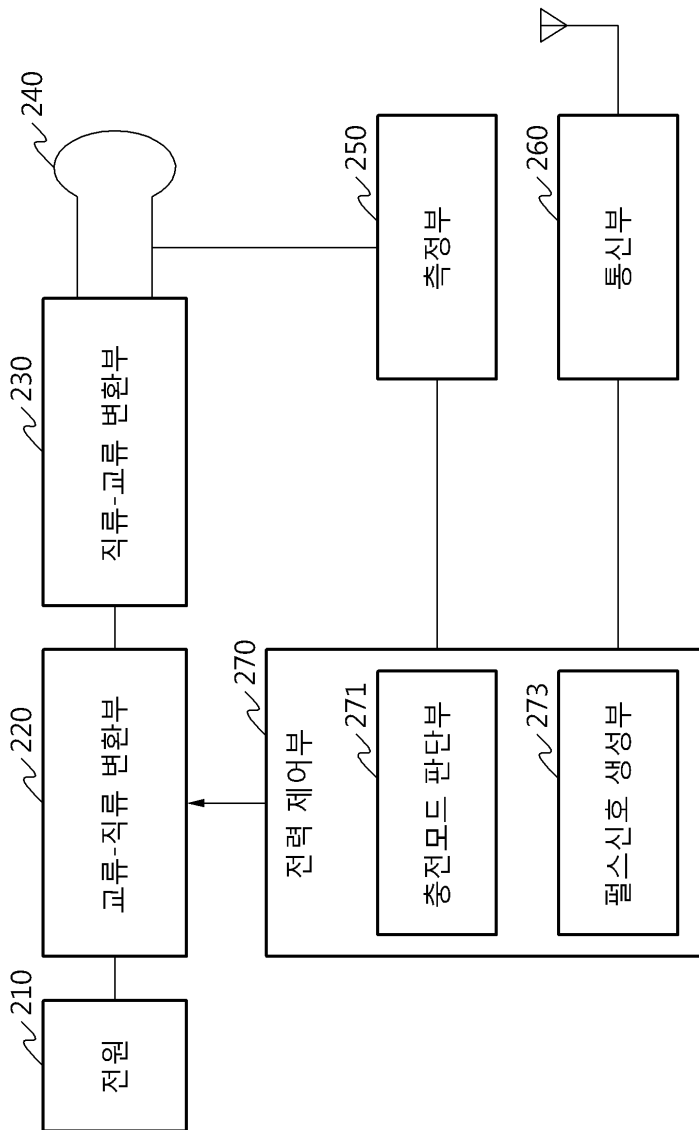 210
전원
220
교류-직류 변환부
230
직류-교류 변환부
240
270
전력 제어부
271
충전모드 판단부
273
펄스신호 생성부
250
측정부
260
통신부